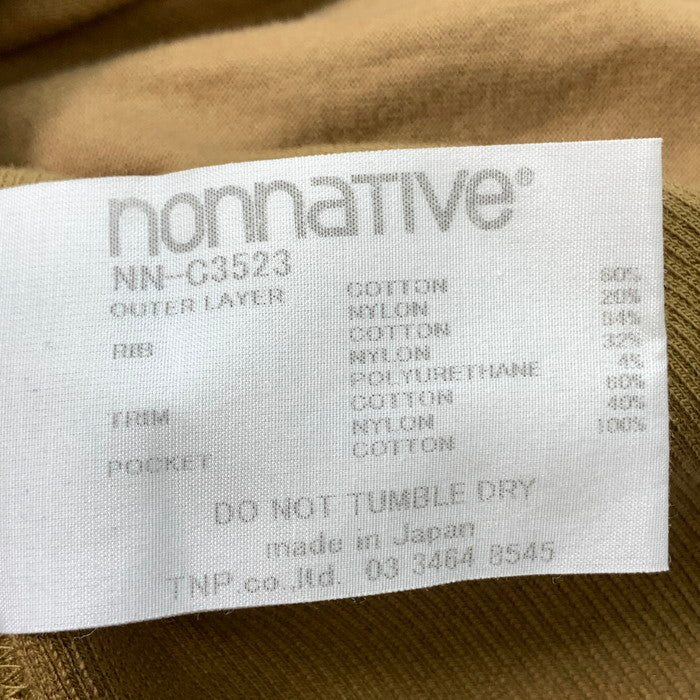 nonnative®
NN-C3523
OUTER LAYER COTTON 80%
NYLON 20%
RIB COTTON 64%
NYLON 32%
POLYURETHANE 4%
TRIM COTTON 60%
NYLON 40%
POCKET COTTON 100%
DO NOT TUMBLE DRY
made in Japan
TNP.co.,ltd. 03 3464 8545